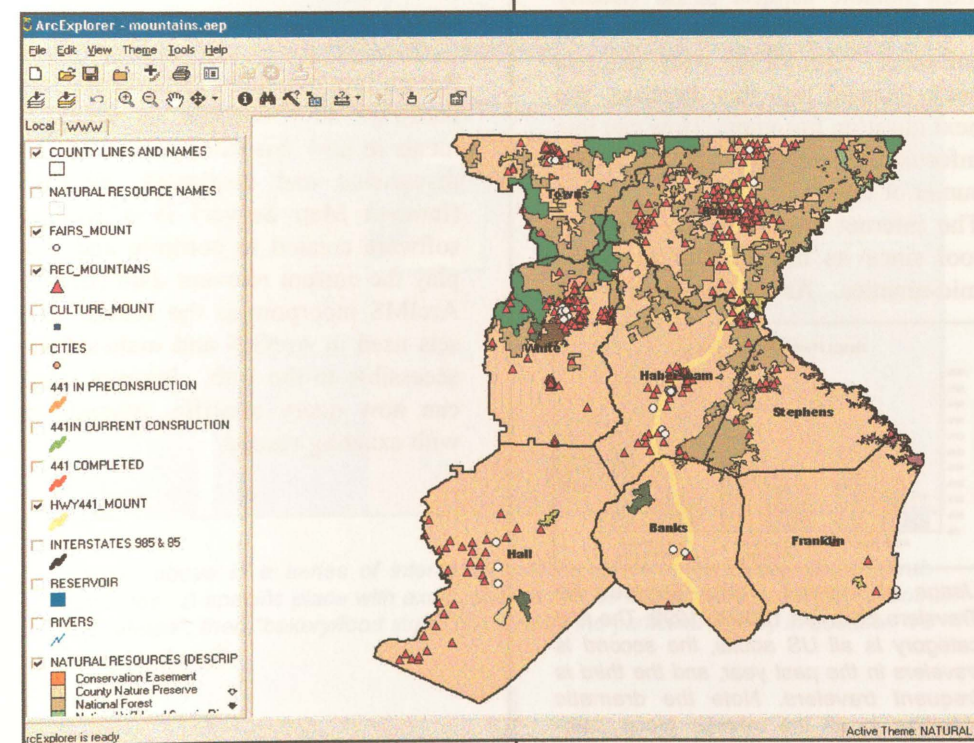 ArcExplorer - mountains.aep
File Edit View Theme Tools Help
Local WWW
COUNTY LINES AND NAMES
NATURAL RESOURCE NAMES
FAIRS_MOUNT
REC_MOUNTIANS
CULTURE_MOUNT
CITIES
441 IN PRECONSRUCTION
441IN CURRENT CONSRUCTION
441 COMPLETED
HWY441_MOUNT
INTERSTATES 985 & 85
RESERVOIR
RIVERS
NATURAL RESOURCES (DESCRIP
Conservation Easement
County Nature Preserve
National Forest
Towns
Rabun
White
Habersham
Stephens
Hall
Banks
Franklin
rcExplorer is ready
Active Theme: NATURAL